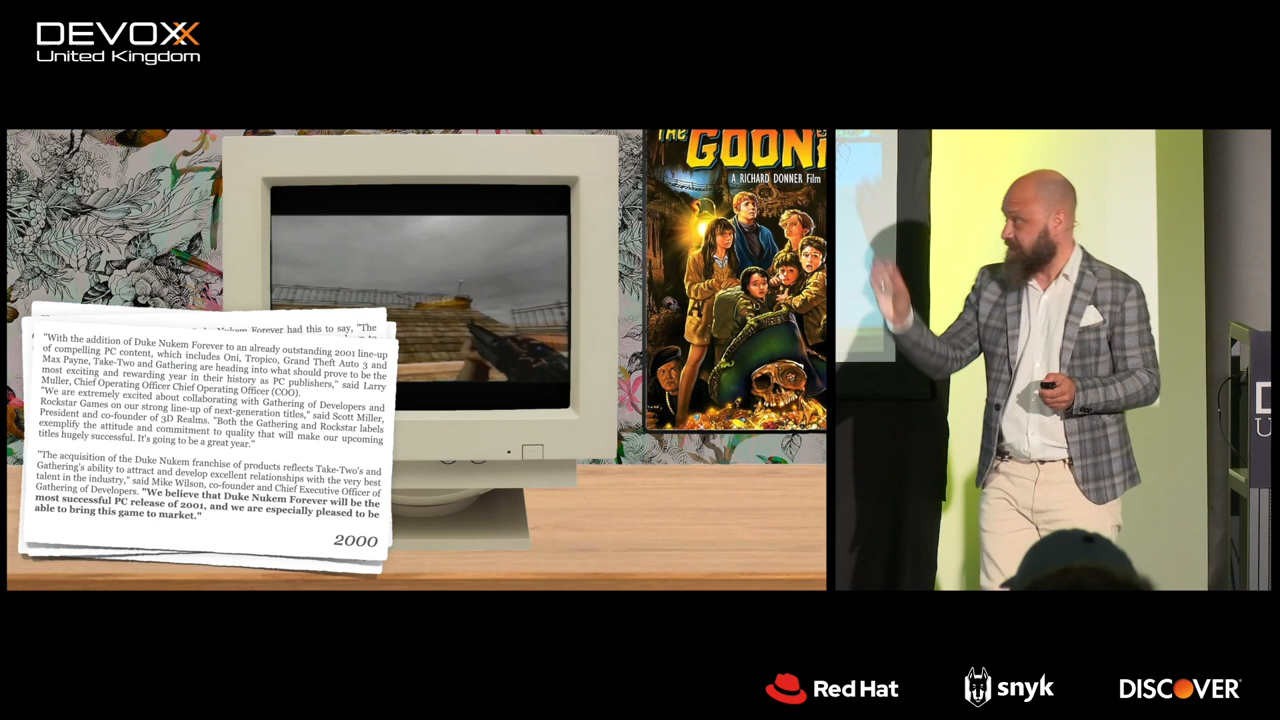 DEVOXX
United Kingdom
THE GOONI
A RICHARD DONNER Film
Nukem Forever had this to say, "The
"With the addition of Duke Nukem Forever to an already outstanding 2001 line-up
of compelling PC content, which includes Oni, Tropico, Grand Theft Auto 3 and
Max Payne, Take-Two and Gathering are heading into what should prove to be the
most exciting and rewarding year in their history as PC publishers," said Larry
Muller, Chief Operating Officer Chief Operating Officer (COO).
"We are extremely excited about collaborating with Gathering of Developers and
Rockstar Games on our strong line-up of next-generation titles," said Scott Miller,
President and co-founder of 3D Realms. "Both the Gathering and Rockstar labels
exemplify the attitude and commitment to quality that will make our upcoming
titles hugely successful. It's going to be a great year."
"The acquisition of the Duke Nukem franchise of products reflects Take-Two's and
Gathering's ability to attract and develop excellent relationships with the very best
talent in the industry," said Mike Wilson, co-founder and Chief Executive Officer of
Gathering of Developers. "We believe that Duke Nukem Forever will be the
most successful PC release of 2001, and we are especially pleased to be
able to bring this game to market."
2000
D
U
Red Hat
snyk
DISCOVER